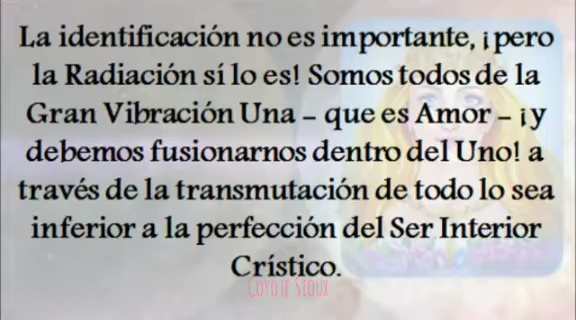 La identificación no es importante, ¡pero
la Radiación sí lo es! Somos todos de la
Gran Vibración Una – que es Amor – ¡y
debemos fusionarnos dentro del Uno! a
través de la transmutación de todo lo sea
inferior a la perfección del Ser Interior
Crístico.
Coyote Sioux